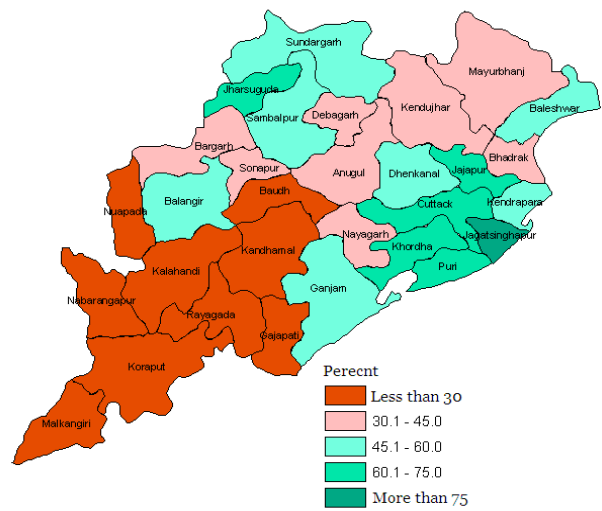 Sundargarh
Mayurbhanj
Jharsuguda
Kendujhar
Baleshwar
Sambalpur
Debagarh
Bargarh
Bhadrak
Sonapur
Anugul
Dhenkanal
Jajapur
Baudh
Balangir
Cuttack
Kendrapara
Nuapada
Nayagarh
Jagatsinghapur
Kandhamal
Khordha
Kalahandi
Puri
Ganjam
Nabarangapur
Rayagada
Gajapati
Koraput
Malkangiri
Perecnt
Less than 30
30.1 - 45.0
45.1 - 60.0
60.1 - 75.0
More than 75